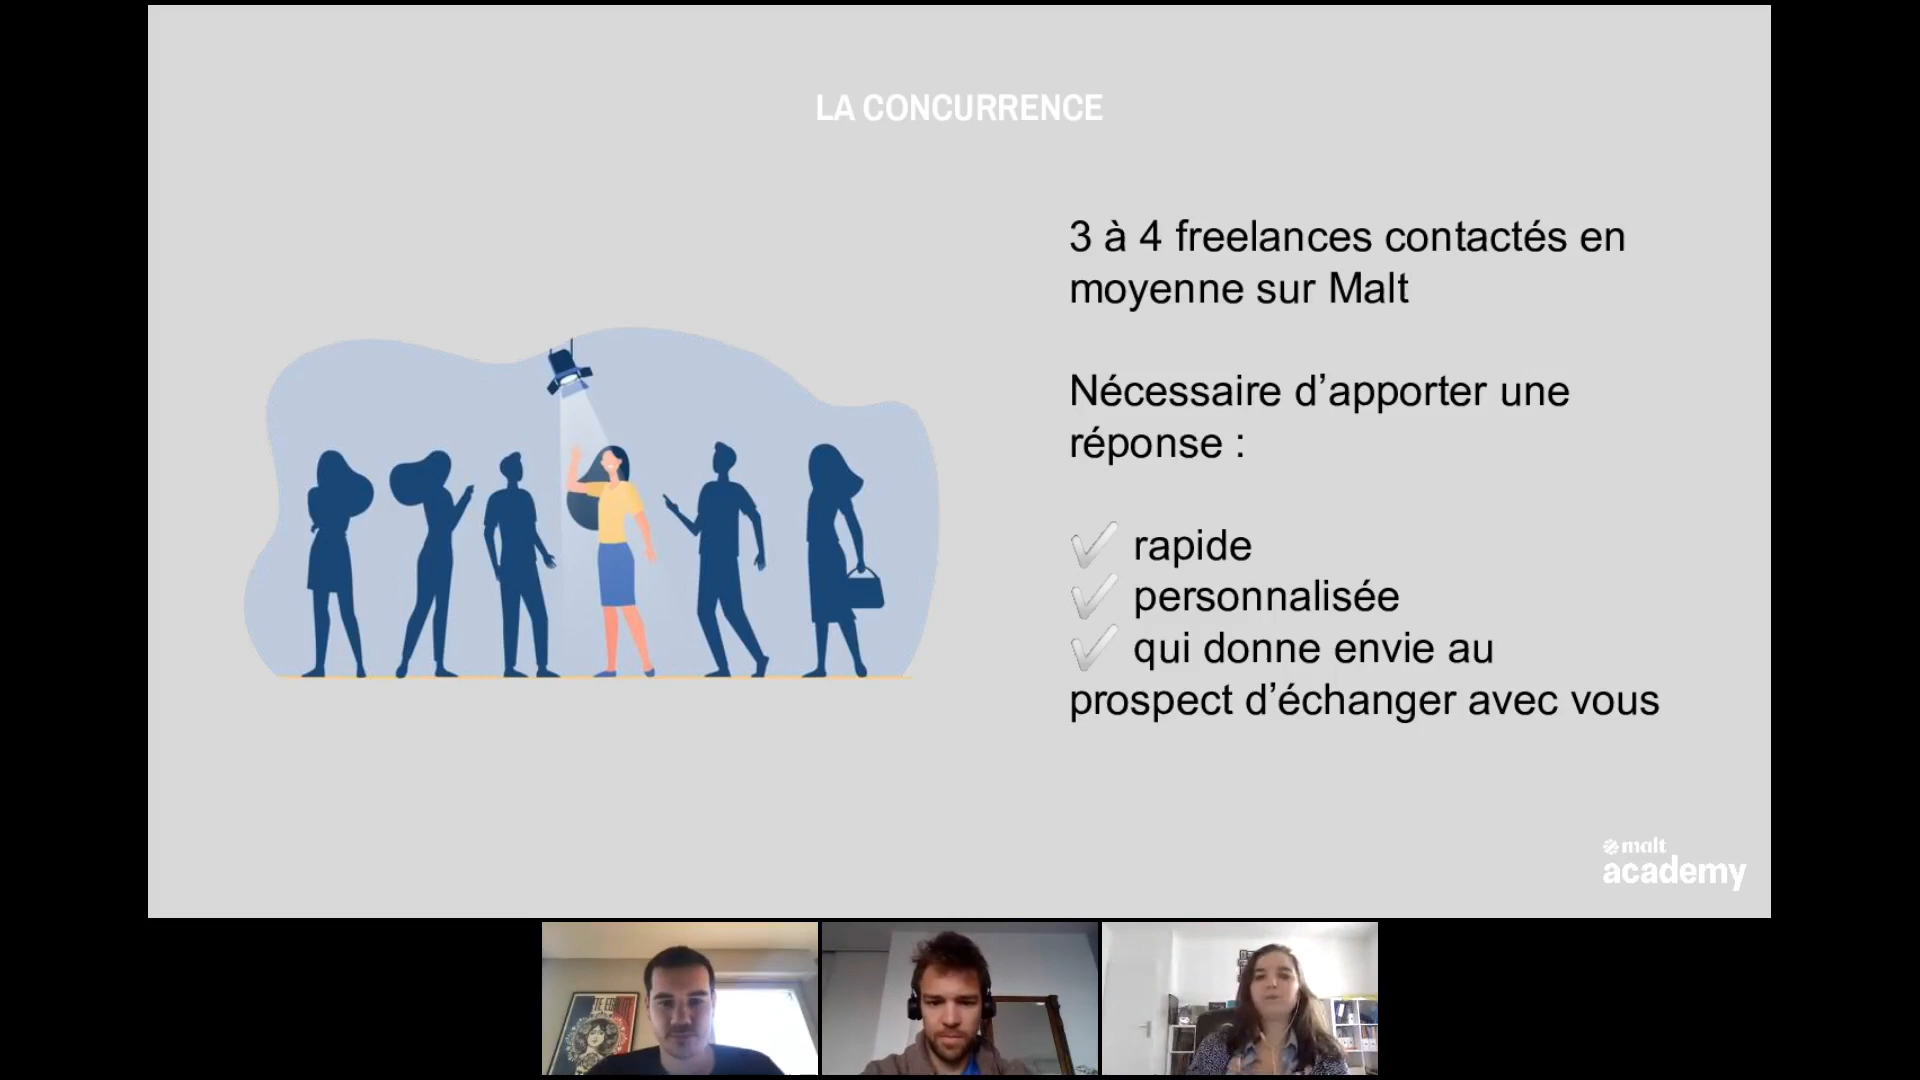 LA CONCURRENCE
3 à 4 freelances contactés en
moyenne sur Malt
Nécessaire d’apporter une
réponse :
✔ rapide
✔ personnalisée
✔ qui donne envie au
prospect d’échanger avec vous
malt
academy